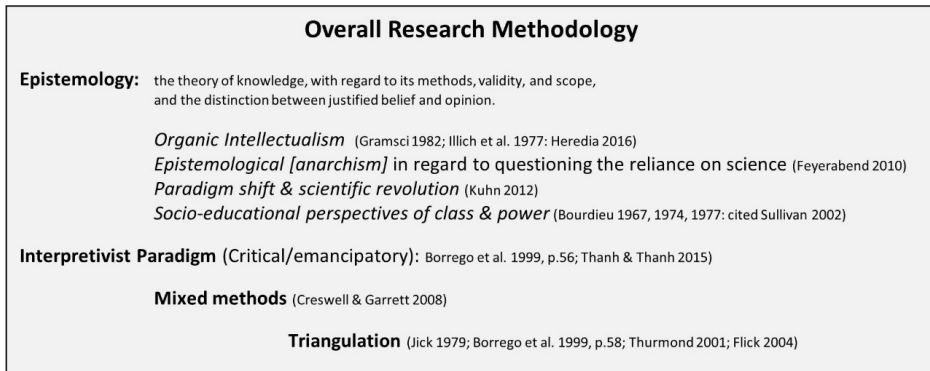 Overall Research Methodology
Epistemology: the theory of knowledge, with regard to its methods, validity, and scope,
and the distinction between justified belief and opinion.
Organic Intellectualism (Gramsci 1982; Illich et al. 1977: Heredia 2016)
Epistemological [anarchism] in regard to questioning the reliance on science (Feyerabend 2010)
Paradigm shift & scientific revolution (Kuhn 2012)
Socio-educational perspectives of class & power (Bourdieu 1967, 1974, 1977: cited Sullivan 2002)
Interpretivist Paradigm (Critical/emancipatory): Borrego et al. 1999, p.56; Thanh & Thanh 2015)
Mixed methods (Creswell & Garrett 2008)
Triangulation (Jick 1979; Borrego et al. 1999, p.58; Thurmond 2001; Flick 2004)